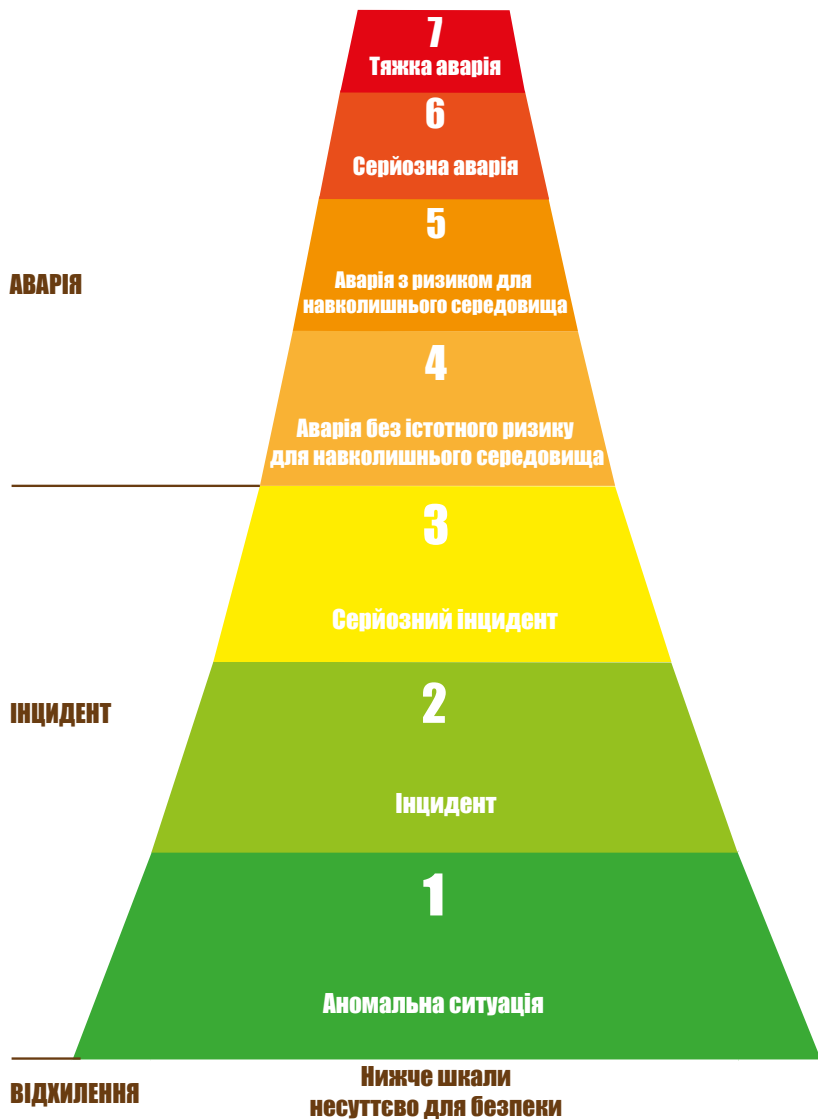 7
Тяжка аварія
6
Серйозна аварія
5
Аварія з ризиком для
навколишнього середовища
АВАРІЯ
4
Аварія без істотного ризику
для навколишнього середовища
3
Серйозний інцидент
ІНЦИДЕНТ
2
Інцидент
1
Аномальна ситуація
ВІДХИЛЕННЯ
Нижче шкали
несуттєво для безпеки